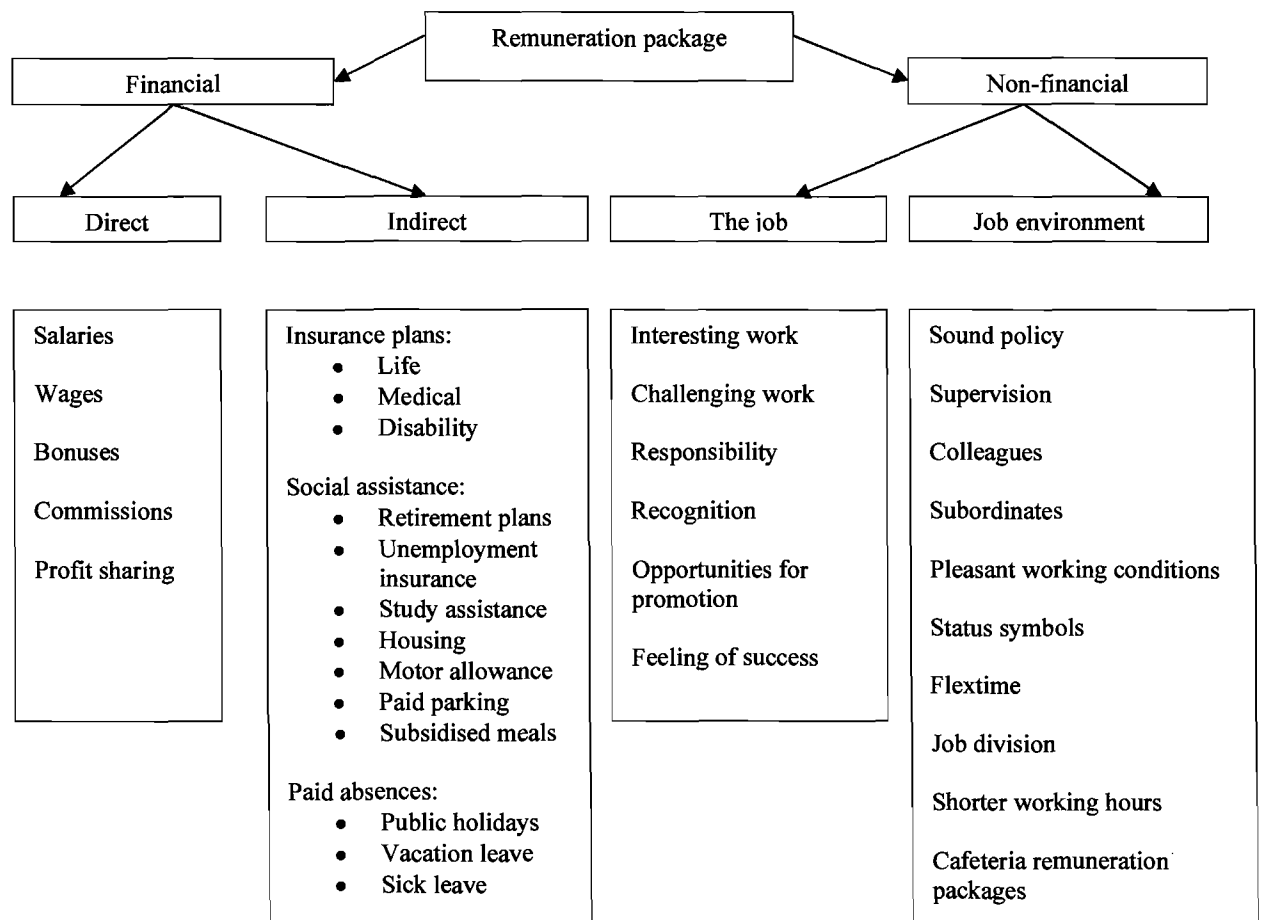 Remuneration package
Financial
Non-financial
Direct
Indirect
The job
Job environment
Salaries
Wages
Bonuses
Commissions
Profit sharing
Insurance plans:
• Life
• Medical
• Disability
Social assistance:
• Retirement plans
• Unemployment
insurance
• Study assistance
• Housing
• Motor allowance
• Paid parking
• Subsidised meals
Paid absences:
• Public holidays
• Vacation leave
• Sick leave
Interesting work
Challenging work
Responsibility
Recognition
Opportunities for
promotion
Feeling of success
Sound policy
Supervision
Colleagues
Subordinates
Pleasant working conditions
Status symbols
Flextime
Job division
Shorter working hours
Cafeteria remuneration
packages